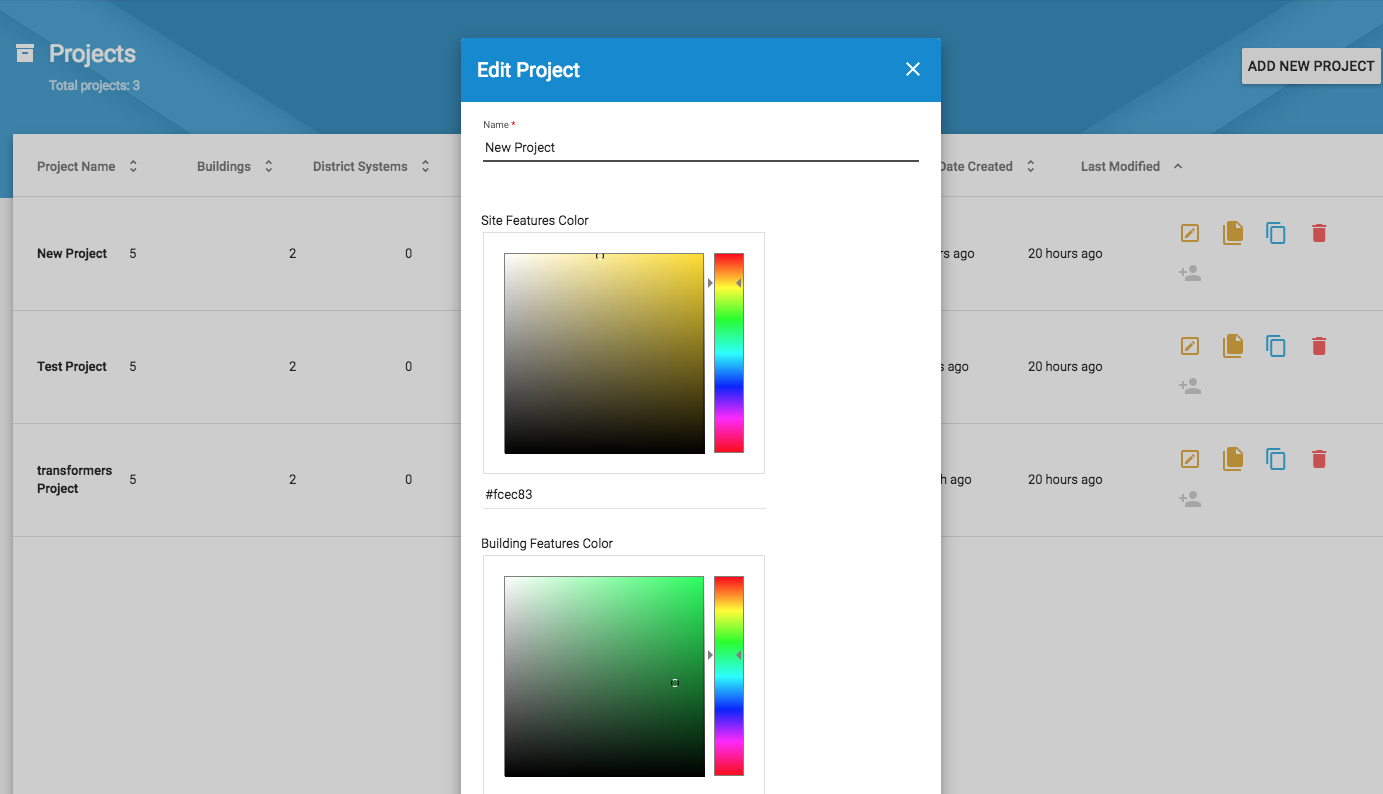 Projects
Total projects: 3
ADD NEW PROJECT
Edit Project
Name *
New Project
Site Features Color
#fcec83
Building Features Color
Project Name Buildings District Systems Date Created Last Modified
New Project 5 2 0 ago 20 hours ago
Test Project 5 2 0 ago 20 hours ago
transformers
Project 5 2 0 ago 20 hours ago